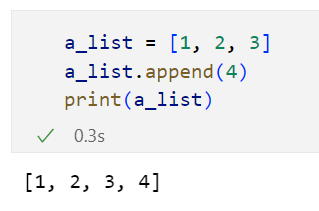 a_list = [1, 2, 3]
a_list.append(4)
print(a_list)
0.3s
[1, 2, 3, 4]